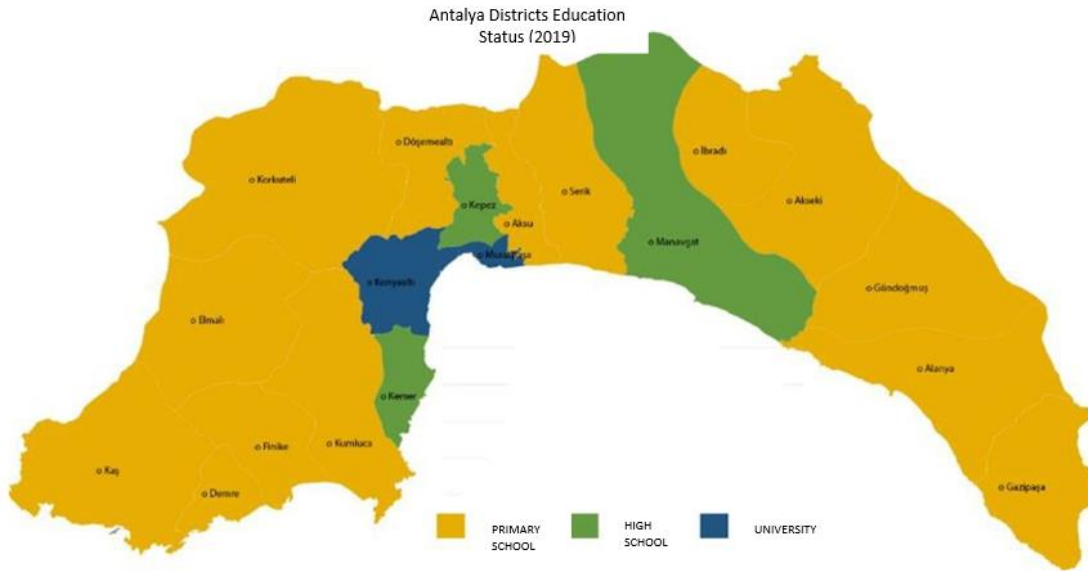 Antalya Districts Education
Status (2019)
Döşemealtı
İbradı
Korkuteli
Serik
Akseki
Kepez
Aksu
Manavgat
Muratpaşa
Konyaaltı
Gündoğmuş
Elmalı
Alanya
Kemer
Finike
Kumluca
Kaş
Demre
Gazipaşa
PRIMARY
SCHOOL
HIGH
SCHOOL
UNIVERSITY